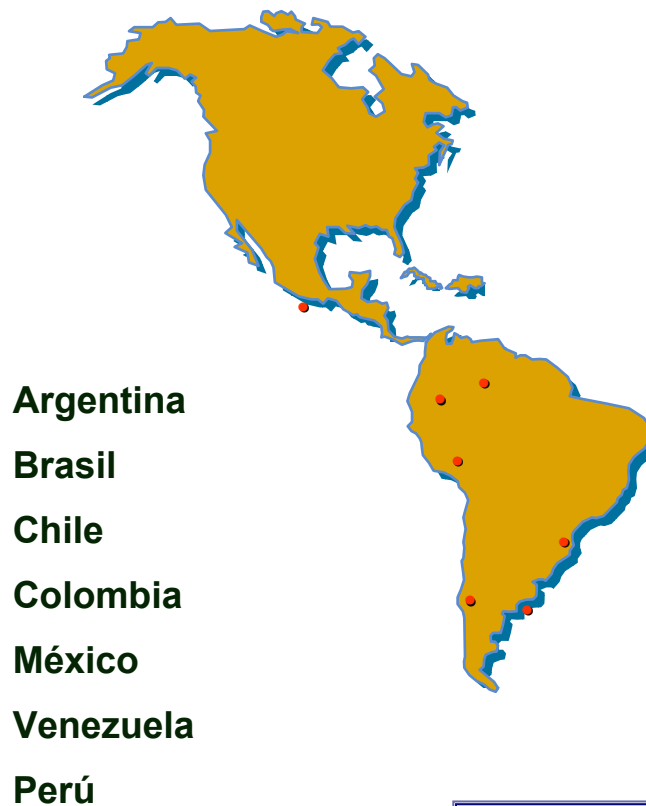 Argentina
Brasil
Chile
Colombia
México
Venezuela
Perú